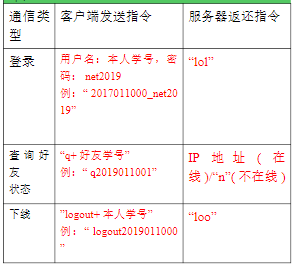 通信类型 客户端发送指令 服务器返还指令
登录 用户名：本人学号，密码：net2019 “lol”
例：“ 2017011000_net2019”
查询好友状态 “q+好友学号” IP 地址(在线)/“n”(不在线)
例：“ q2019011001”
下线 ”logout+本人学号” “loo”
例：“ logout2019011000”